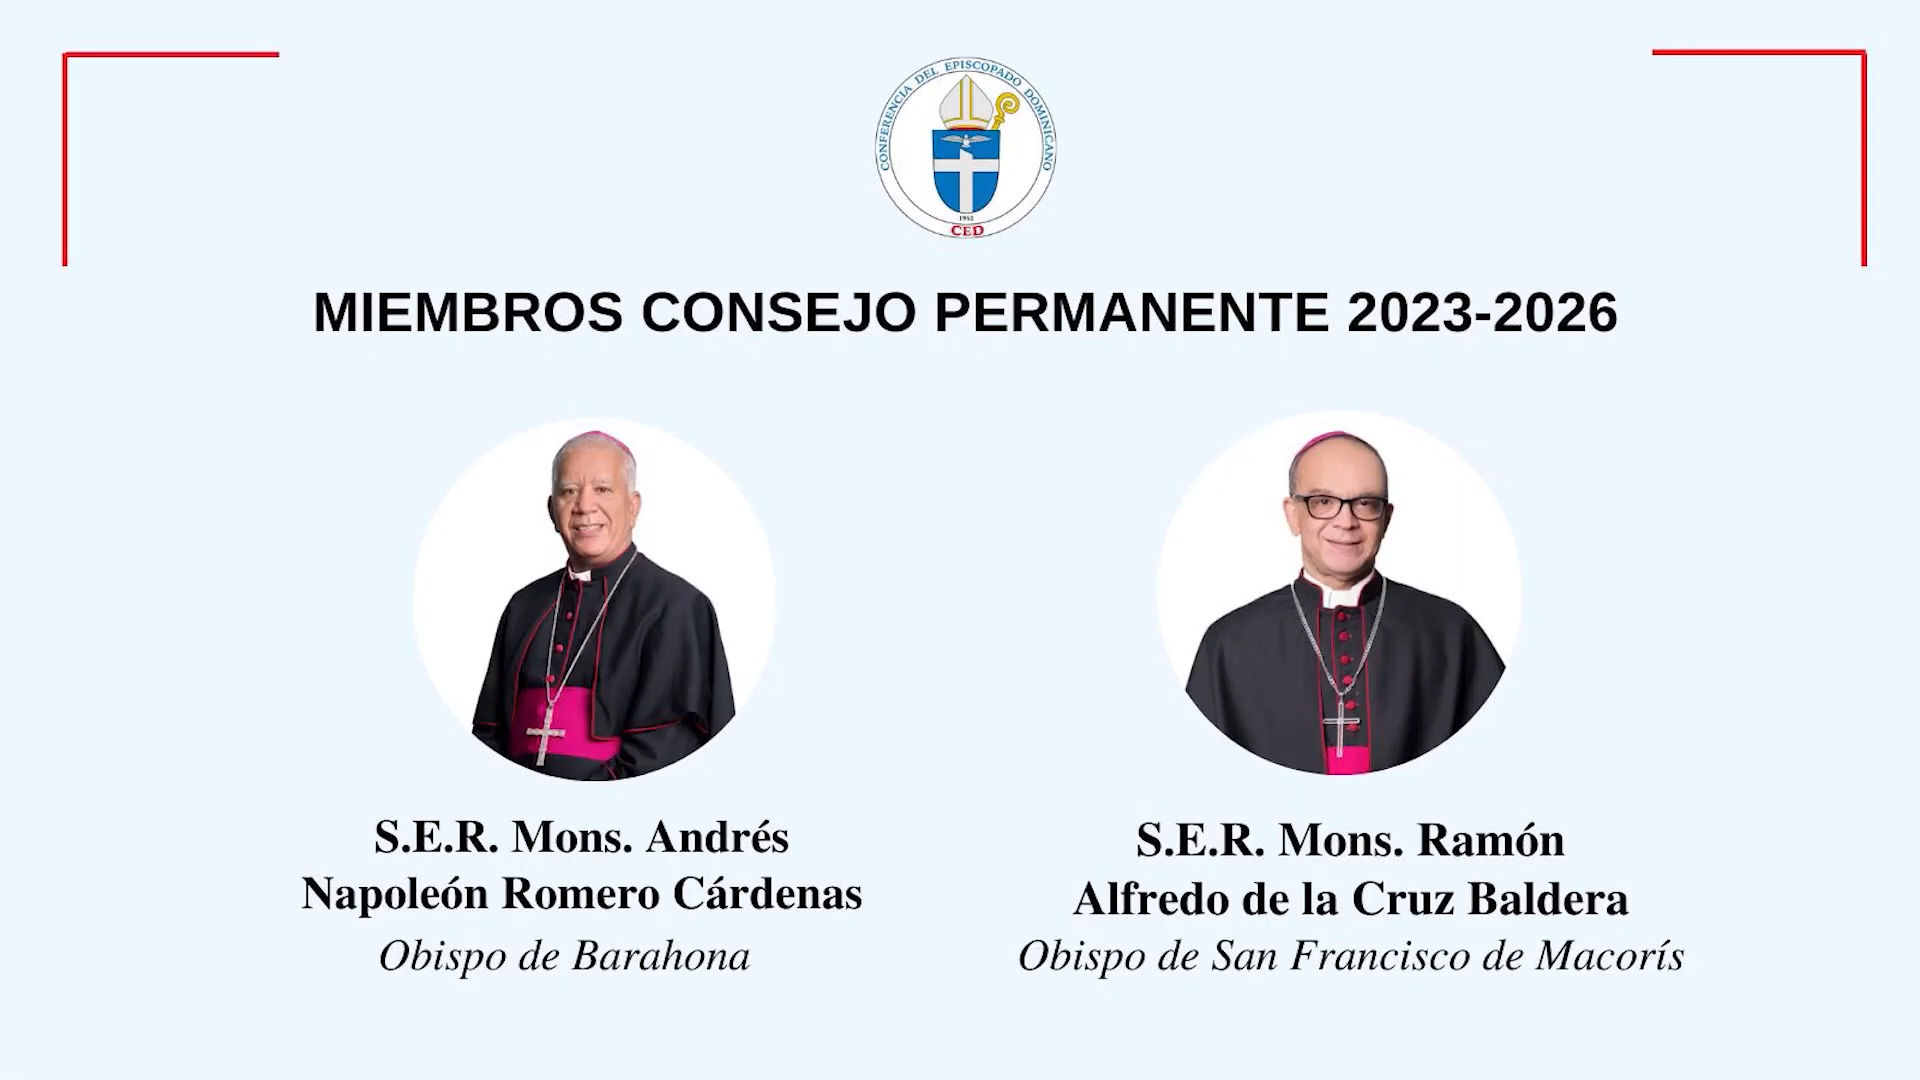 CONFERENCIA DEL EPISCOPADO DOMINICANO
CED
MIEMBROS CONSEJO PERMANENTE 2023-2026
S.E.R. Mons. Andrés
Napoleón Romero Cárdenas
Obispo de Barahona
S.E.R. Mons. Ramón
Alfredo de la Cruz Baldera
Obispo de San Francisco de Macorís